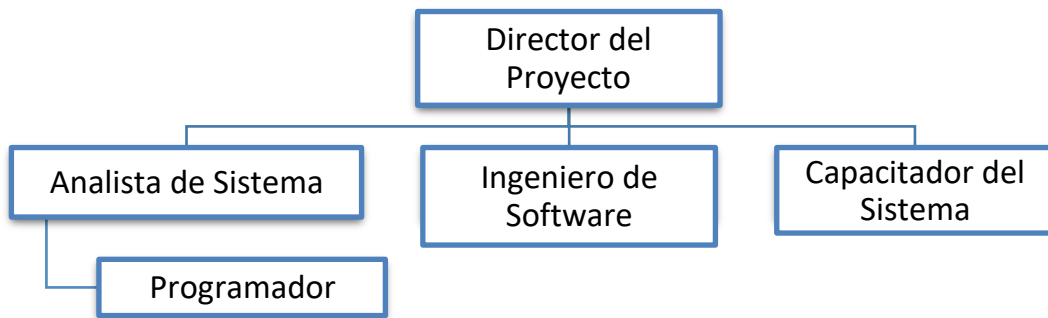 Director del
Proyecto
Analista de Sistema
Ingeniero de
Software
Capacitador del
Sistema
Programador